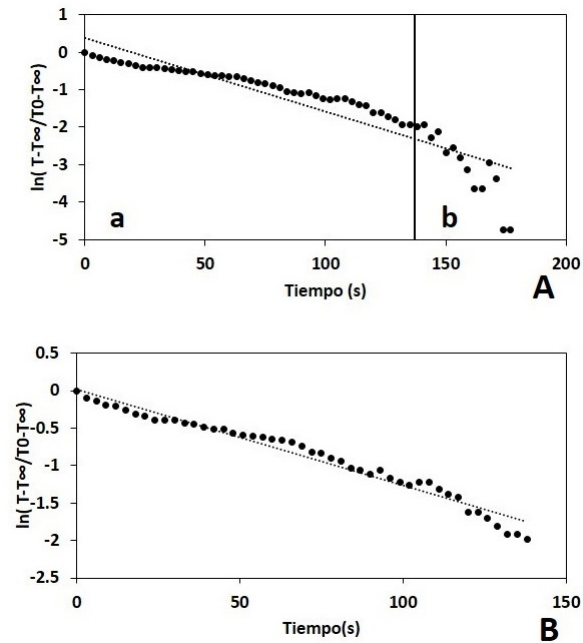 1
0
-1
-2
-3
-4
-5
ln( T-T∞/T0-T∞)
a
b
0 50 100 150 200
Tiempo (s)
A
0.5
0
-0.5
-1
-1.5
-2
-2.5
ln( T-T∞/T0-T∞)
0 50 100 150
Tiempo(s)
B